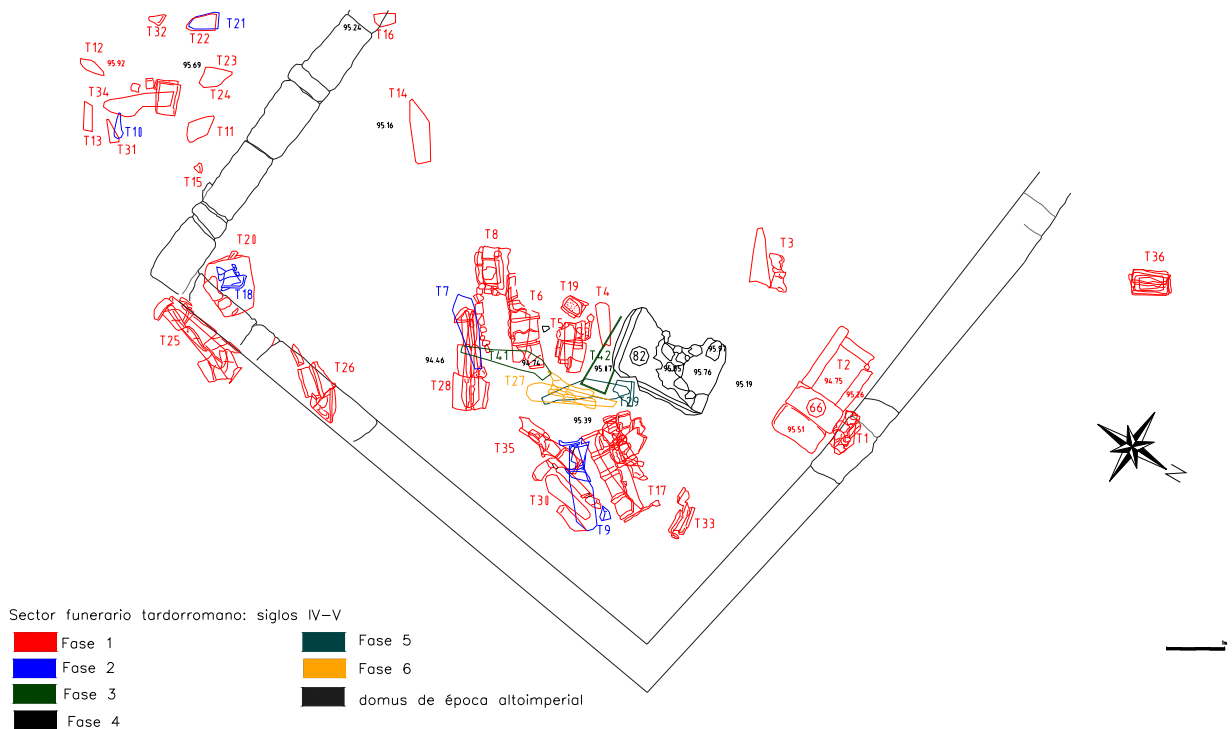 T32
T22
T21
95.24
T16
T12
95.92
95.69
T23
T24
T34
T14
95.16
T13
T10
T31
T11
T15
T20
T18
T25
T26
T8
T7
T6
T19
T4
T5
T3
T36
94.46
T41
94.74
T42
95.07
82
95.76
95.19
T28
T27
T29
T2
94.75
95.26
66
95.51
T1
95.39
T35
T30
T17
T9
T33
N
Sector funerario tardorromano: siglos IV-V
Fase 1
Fase 2
Fase 3
Fase 4
Fase 5
Fase 6
domus de época altoimperial